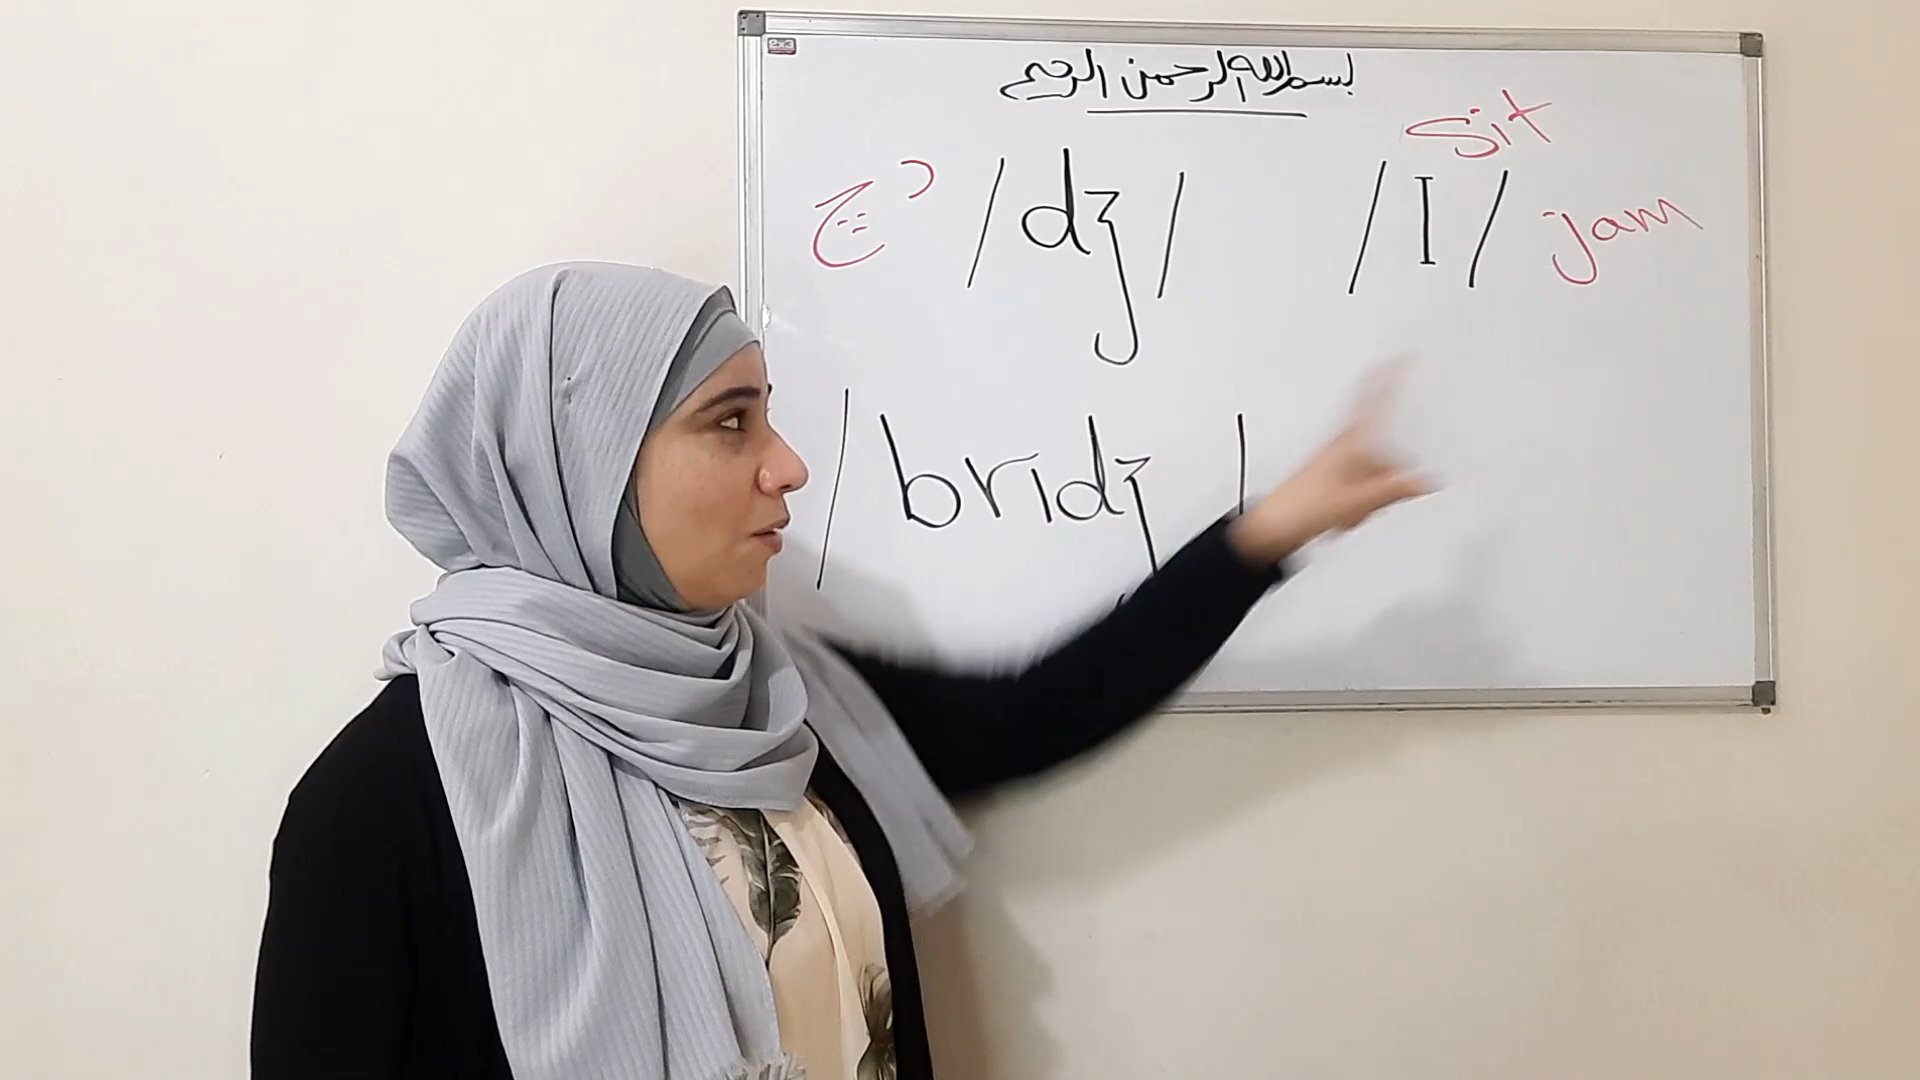 بسم الله الرحمن الرحيم
sit
د چ /dʒ/ /I/ jam
/bridʒ/